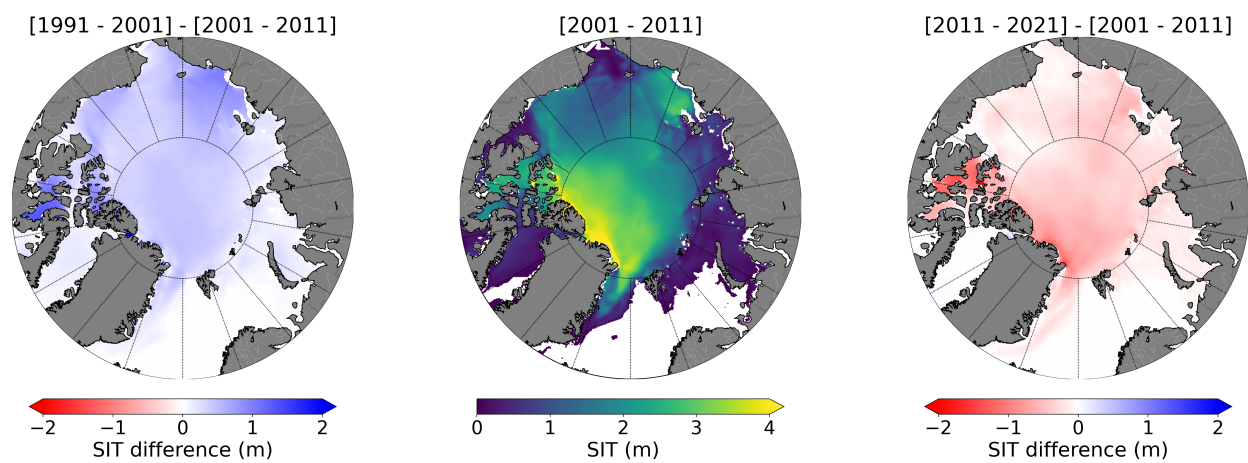 [1991 - 2001] - [2001 - 2011]
[2001 - 2011]
[2011 - 2021] - [2001 - 2011]
−2 −1 0 1 2
SIT difference (m)
0 1 2 3 4
SIT (m)
−2 −1 0 1 2
SIT difference (m)